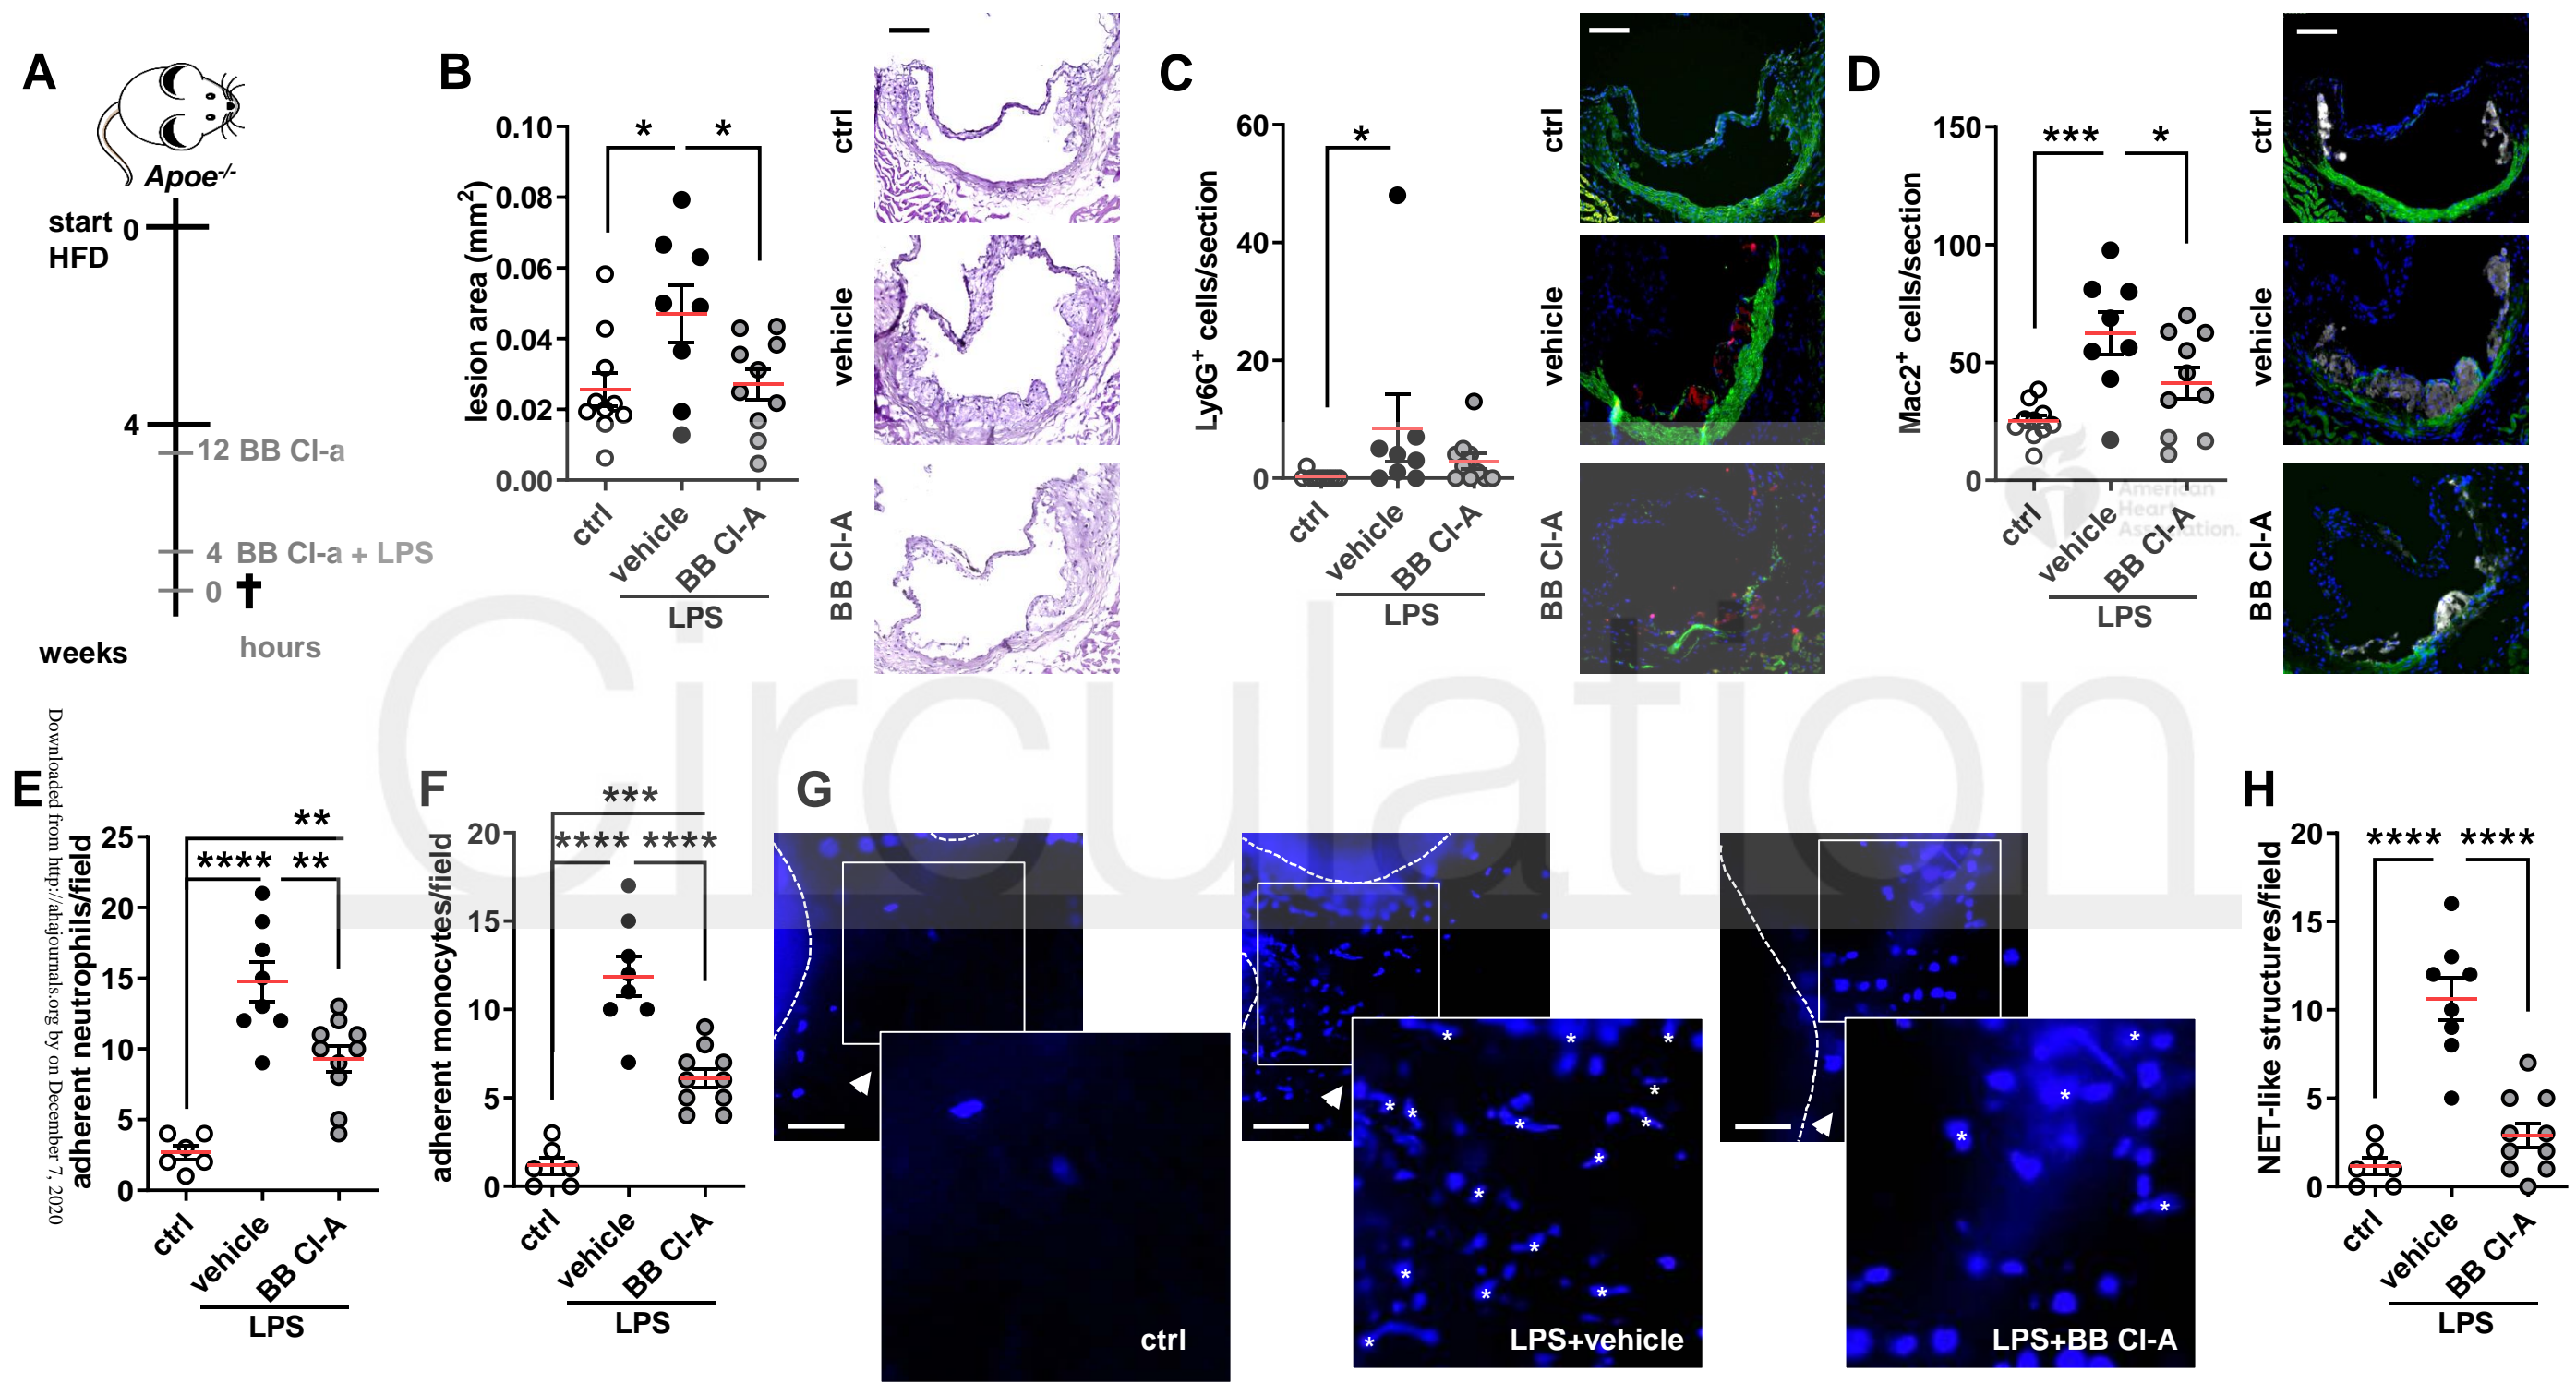 A
Apoe-/-
start
HFD
0
4
12 BB Cl-a
4 BB Cl-a + LPS
0
hours
weeks
B
lesion area (mm2)
0.10
0.08
0.06
0.04
0.02
0.00
* *
ctrl
vehicle
BB Cl-A
LPS
ctrl
vehicle
BB Cl-A
C
Ly6G+ cells/section
60
40
20
0
*
ctrl
vehicle
BB Cl-A
LPS
ctrl
vehicle
BB Cl-A
D
Mac2+ cells/section
150
100
50
0
*** *
ctrl
vehicle
BB Cl-A
LPS
American
Heart
Association.
ctrl
vehicle
BB Cl-A
Circulation
Downloaded from http://ahajournals.org by on December 7, 2020
E
adherent neutrophils/field
25
20
15
10
5
0
**
**** **
ctrl
vehicle
BB Cl-A
LPS
F
adherent monocytes/field
20
15
10
5
0
***
**** ****
ctrl
vehicle
BB Cl-A
LPS
G
ctrl
LPS+vehicle
LPS+BB Cl-A
H
NET-like structures/field
20
15
10
5
0
**** ****
ctrl
vehicle
BB Cl-A
LPS